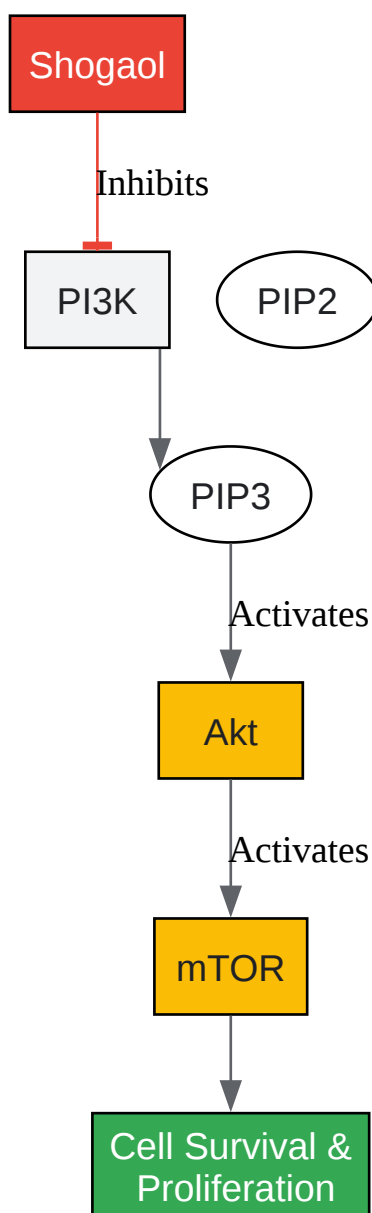 Shogaol
Inhibits
PI3K
PIP2
PIP3
Activates
Akt
Activates
mTOR
Cell Survival &
Proliferation